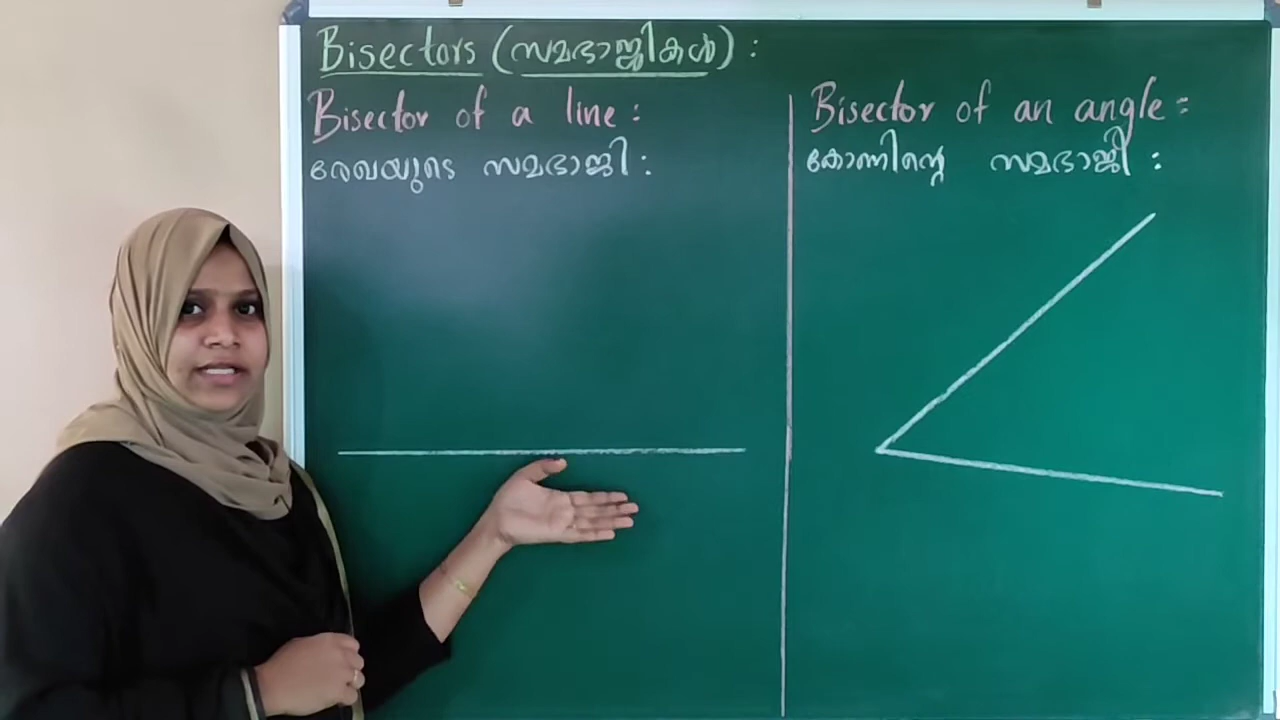 Bisectors (സമഭാജികൾ) :
Bisector of a line :
രേഖയുടെ സമഭാജി :
Bisector of an angle :
കോണിന്റെ സമഭാജി :